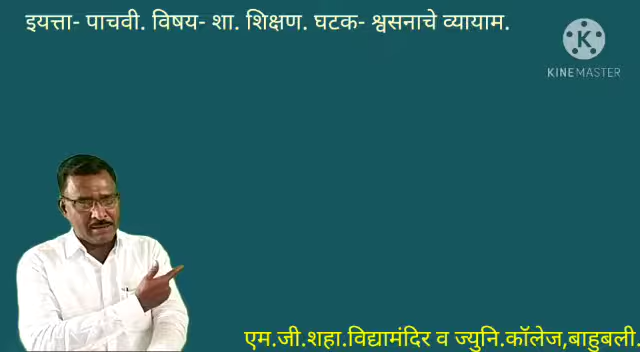 इयत्ता- पाचवी. विषय- शा. शिक्षण. घटक- श्वसनाचे व्यायाम.
K
KINEMASTER
एम.जी.शहा.विद्यामंदिर व ज्युनि.कॉलेज,बाहुबली.